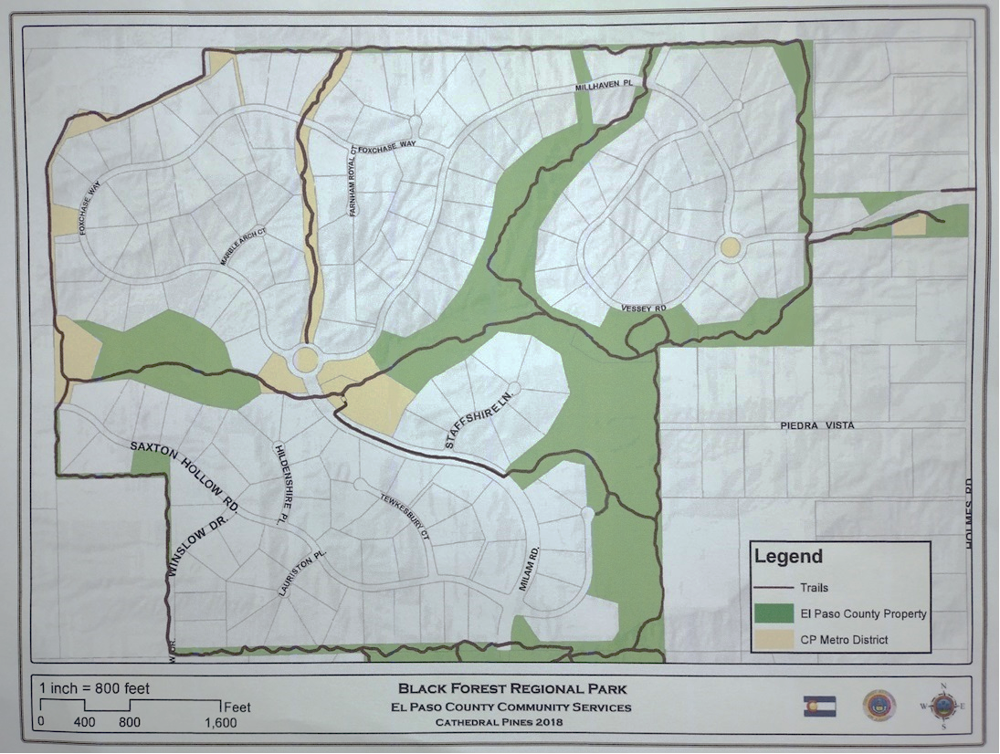 MILLHAVEN PL
FOXCHASE WAY
FARNHAM ROYAL CT
FOXCHASE WAY
MARBLE ARCH CT
VESSEY RD
STAFFSHIRE LN.
PIEDRA VISTA
SAXTON HOLLOW RD.
HILDENSHIRE PL.
TEWKESBURY CT
WINSLOW DR.
LAURISTON PL.
MILAM RD.
HOLMES RD
W DR
Legend
Trails
El Paso County Property
CP Metro District
1 inch = 800 feet
Feet
0 400 800 1,600
BLACK FOREST REGIONAL PARK
EL PASO COUNTY COMMUNITY SERVICES
CATHEDRAL PINES 2018
N
W E
S